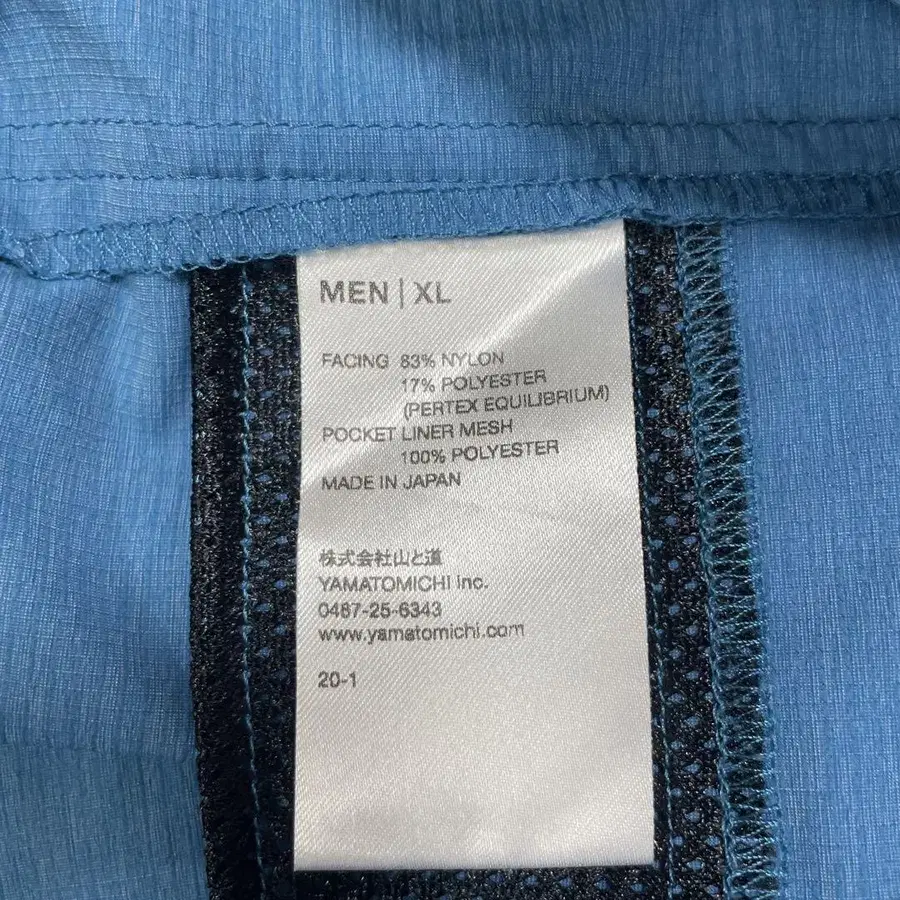 MEN | XL
FACING 83% NYLON
17% POLYESTER
(PERTEX EQUILIBRIUM)
POCKET LINER MESH
100% POLYESTER
MADE IN JAPAN
株式会社山と道
YAMATOMICHI Inc.
0467-25-6343
www.yamatomichi.com
20-1